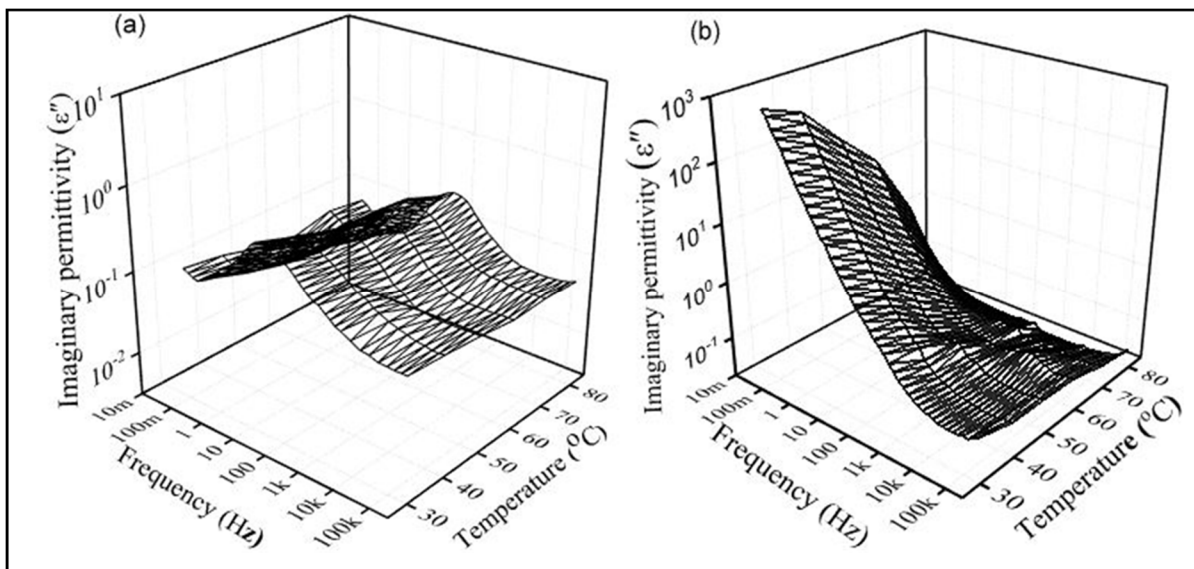 (a)
Imaginary permittivity (ε″)
10¹
10⁰
10⁻¹
10⁻²
10m
100m
1
10
100
1k
10k
100k
Frequency (Hz)
30
40
50
60
70
80
Temperature (°C)
(b)
Imaginary permittivity (ε″)
10³
10²
10¹
10⁰
10⁻¹
10m
100m
1
10
100
1k
10k
100k
Frequency (Hz)
30
40
50
60
70
80
Temperature (°C)